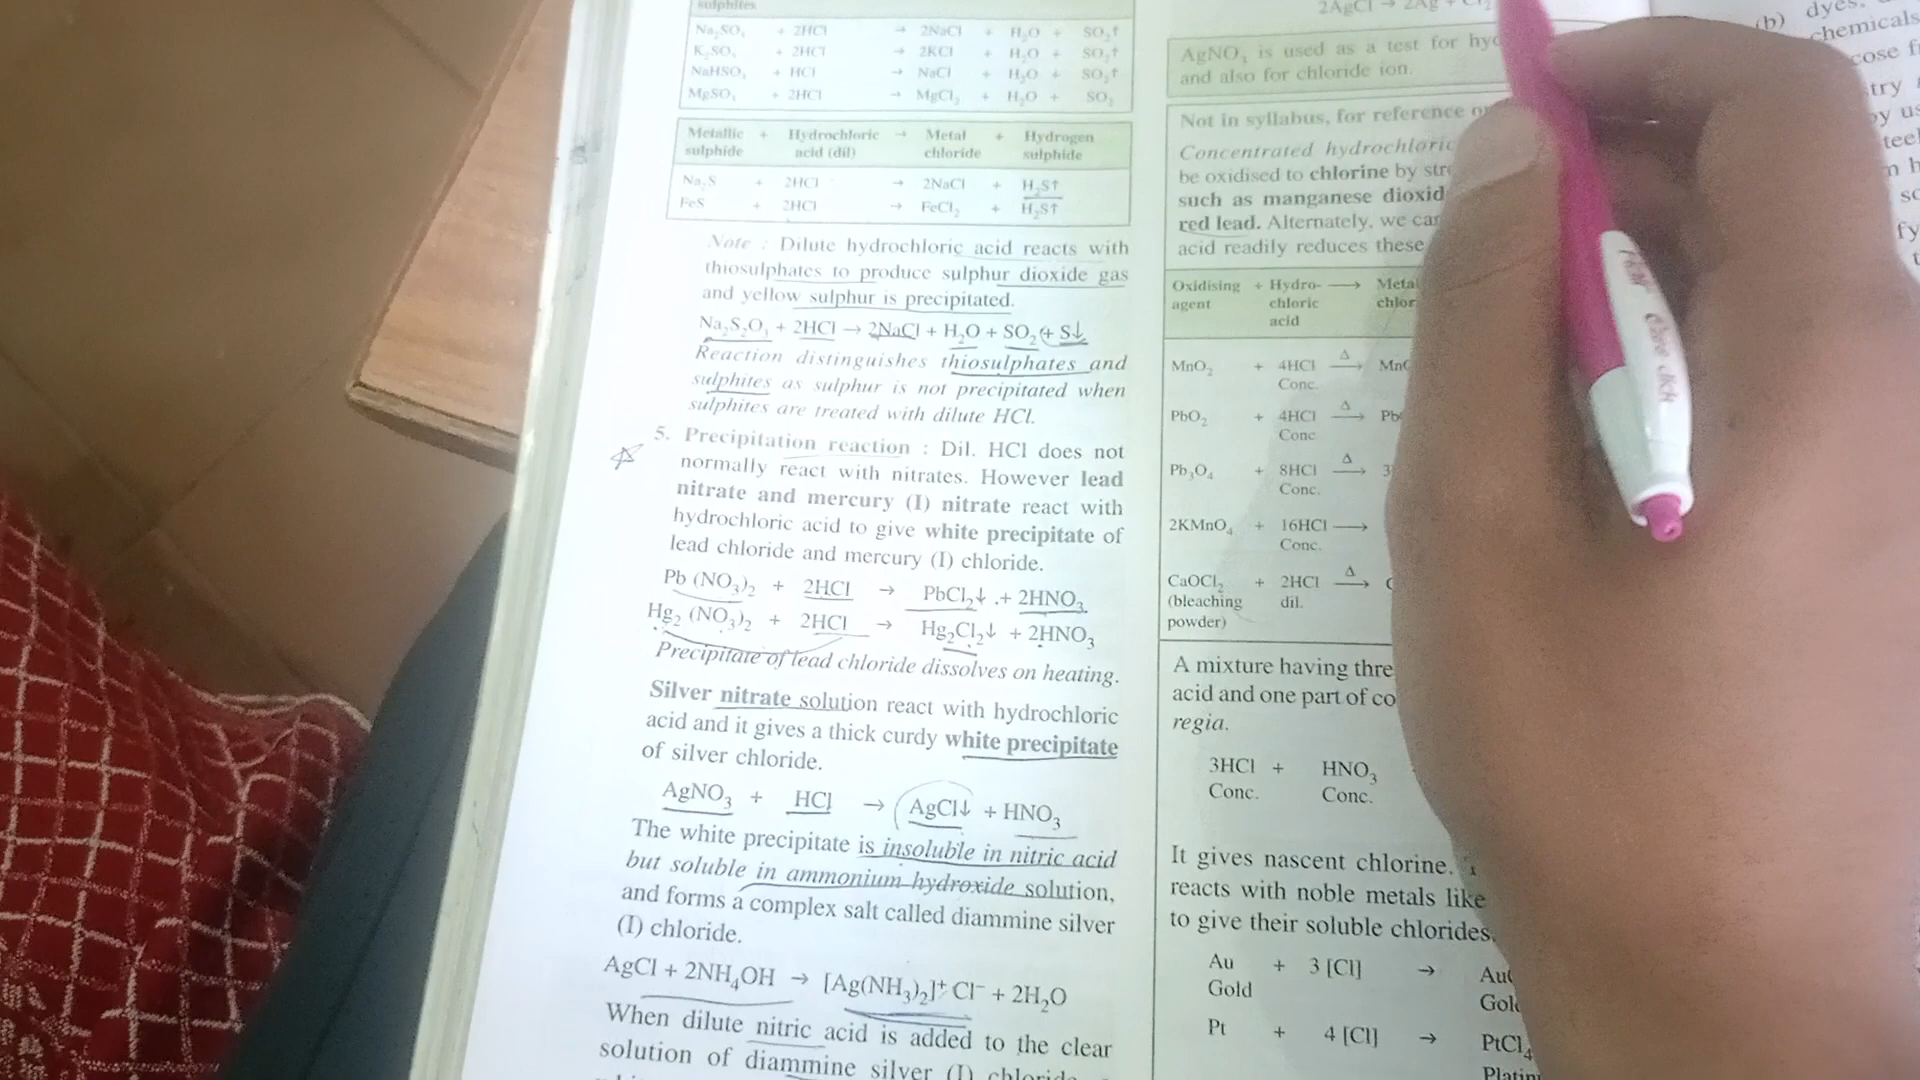 sulphites
Na₂SO₃ + 2HCl → 2NaCl + H₂O + SO₂↑
K₂SO₃ + 2HCl → 2KCl + H₂O + SO₂↑
NaHSO₃ + HCl → NaCl + H₂O + SO₂↑
MgSO₃ + 2HCl → MgCl₂ + H₂O + SO₂
Metallic + Hydrochloric → Metal + Hydrogen
sulphide acid (dil) chloride sulphide
Na₂S + 2HCl → 2NaCl + H₂S↑
FeS + 2HCl → FeCl₂ + H₂S↑
Note : Dilute hydrochloric acid reacts with
thiosulphates to produce sulphur dioxide gas
and yellow sulphur is precipitated.
Na₂S₂O₃ + 2HCl → 2NaCl + H₂O + SO₂ + S↓
Reaction distinguishes thiosulphates and
sulphites as sulphur is not precipitated when
sulphites are treated with dilute HCl.
5. Precipitation reaction : Dil. HCl does not
normally react with nitrates. However lead
nitrate and mercury (I) nitrate react with
hydrochloric acid to give white precipitate of
lead chloride and mercury (I) chloride.
Pb (NO₃)₂ + 2HCl → PbCl₂↓ + 2HNO₃
Hg₂ (NO₃)₂ + 2HCl → Hg₂Cl₂↓ + 2HNO₃
Precipitate of lead chloride dissolves on heating.
Silver nitrate solution react with hydrochloric
acid and it gives a thick curdy white precipitate
of silver chloride.
AgNO₃ + HCl → AgCl↓ + HNO₃
The white precipitate is insoluble in nitric acid
but soluble in ammonium hydroxide solution,
and forms a complex salt called diammine silver
(I) chloride.
AgCl + 2NH₄OH → [Ag(NH₃)₂]⁺ Cl⁻ + 2H₂O
When dilute nitric acid is added to the clear
solution of diammine silver (I) chloride
2AgCl → 2Ag + Cl₂
AgNO₃ is used as a test for
and also for chloride ion.
Not in syllabus, for reference
Concentrated hydrochloric
be oxidised to chlorine by
such as manganese
red lead. Alternately, we
acid readily reduces these
Oxidising + Hydro- →
agent chloric
acid
MnO₂ + 4HCl Δ→
Conc.
PbO₂ + 4HCl Δ→
Conc
Pb₃O₄ + 8HCl Δ→ 3
Conc.
2KMnO₄ + 16HCl →
Conc.
CaOCl₂ + 2HCl Δ→
(bleaching dil.
powder)
A mixture having
acid and one part of
regia.
3HCl + HNO₃
Conc. Conc.
It gives nascent chlorine.
reacts with noble metals like
to give their soluble chlorides.
Au + 3 [Cl] →
Gold
Pt + 4 [Cl] → PtCl₄
(b) dyes,
chemicals